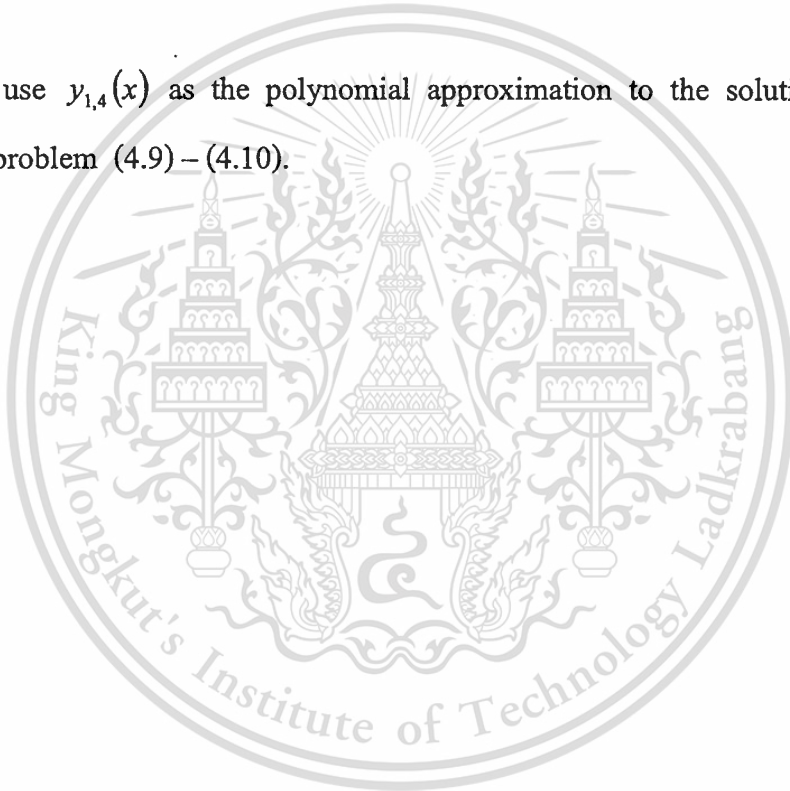 use y₁,₄(x) as the polynomial approximation to the soluti
problem (4.9) – (4.10).
King Mongkut's Institute of Technology Ladkrabang